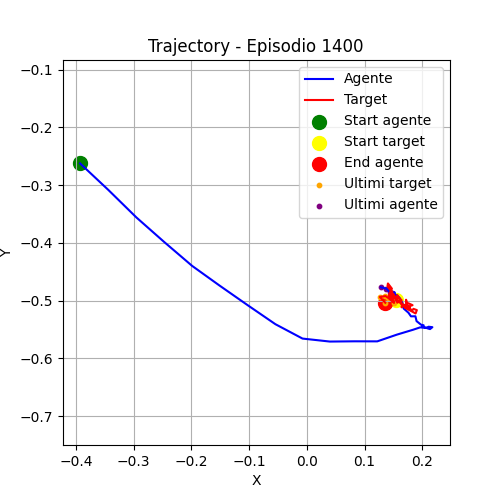 Trajectory - Episodio 1400
Agente
Target
Start agente
Start target
End agente
Ultimi target
Ultimi agente
Y
−0.1
−0.2
−0.3
−0.4
−0.5
−0.6
−0.7
−0.4
−0.3
−0.2
−0.1
0.0
0.1
0.2
X